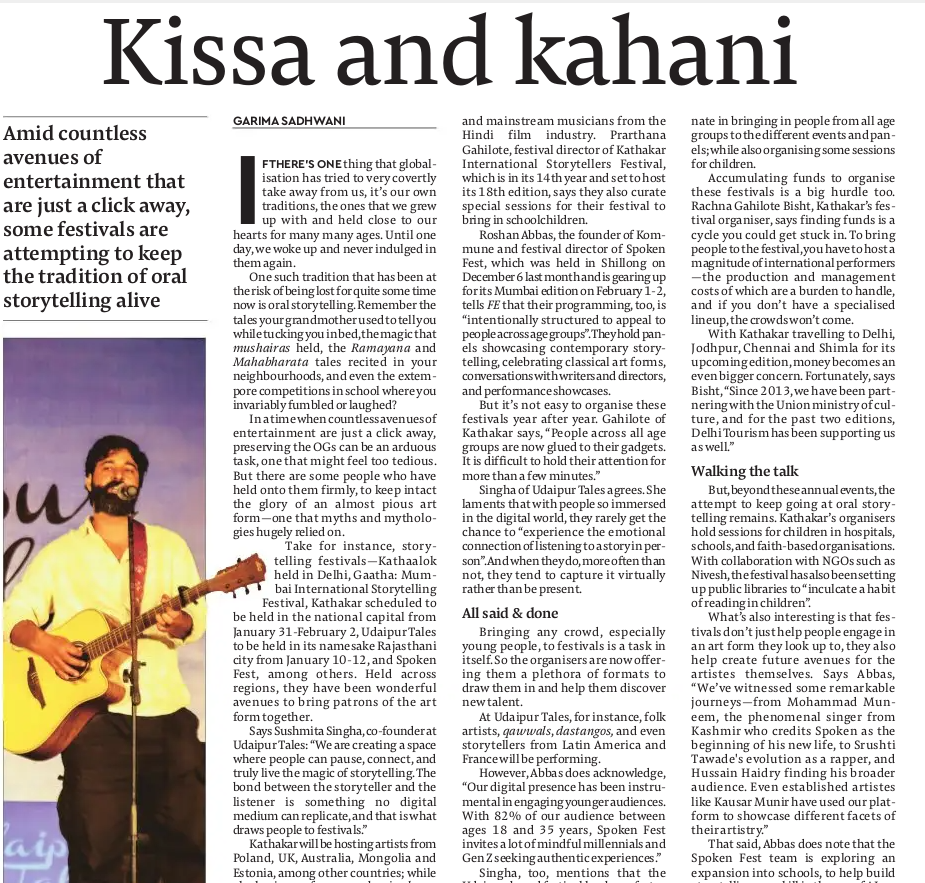 Kissa and kahani
Amid countless
avenues of
entertainment that
are just a click away,
some festivals are
attempting to keep
the tradition of oral
storytelling alive
GARIMA SADHWANI
IF THERE'S ONE thing that global-
isation has tried to very covertly
take away from us, it's our own
traditions, the ones that we grew
up with and held close to our
hearts for many many ages. Until one
day, we woke up and never indulged in
them again.
One such tradition that has been at
the risk of being lost for quite some time
now is oral storytelling. Remember the
tales your grandmother used to tell you
while tucking you in bed, the magic that
mushairas held, the Ramayana and
Mahabharata tales recited in your
neighbourhoods, and even the extem-
pore competitions in school where you
invariably fumbled or laughed?
In a time when countless avenues of
entertainment are just a click away,
preserving the OGs can be an arduous
task, one that might feel too tedious.
But there are some people who have
held onto them firmly, to keep intact
the glory of an almost pious art
form—one that myths and mytholo-
gies hugely relied on.
Take for instance, story-
telling festivals—Kathaalok
held in Delhi, Gaatha: Mum-
bai International Storytelling
Festival, Kathakar scheduled to
be held in the national capital from
January 31-February 2, Udaipur Tales
to be held in its namesake Rajasthani
city from January 10-12, and Spoken
Fest, among others. Held across
regions, they have been wonderful
avenues to bring patrons of the art
form together.
Says Sushmita Singha, co-founder at
Udaipur Tales: “We are creating a space
where people can pause, connect, and
truly live the magic of storytelling. The
bond between the storyteller and the
listener is something no digital
medium can replicate, and that is what
draws people to festivals.”
Kathakar will be hosting artists from
Poland, UK, Australia, Mongolia and
Estonia, among other countries; while
and mainstream musicians from the
Hindi film industry. Prarthana
Gahilote, festival director of Kathakar
International Storytellers Festival,
which is in its 14th year and set to host
its 18th edition, says they also curate
special sessions for their festival to
bring in schoolchildren.
Roshan Abbas, the founder of Kom-
mune and festival director of Spoken
Fest, which was held in Shillong on
December 6 last month and is gearing up
for its Mumbai edition on February 1-2,
tells FE that their programming, too, is
“intentionally structured to appeal to
people across age groups”. They hold pan-
els showcasing contemporary story-
telling, celebrating classical art forms,
conversations with writers and directors,
and performance showcases.
But it's not easy to organise these
festivals year after year. Gahilote of
Kathakar says, “People across all age
groups are now glued to their gadgets.
It is difficult to hold their attention for
more than a few minutes.”
Singha of Udaipur Tales agrees. She
laments that with people so immersed
in the digital world, they rarely get the
chance to “experience the emotional
connection of listening to a story in per-
son”. And when they do, more often than
not, they tend to capture it virtually
rather than be present.
All said & done
Bringing any crowd, especially
young people, to festivals is a task in
itself. So the organisers are now offer-
ing them a plethora of formats to
draw them in and help them discover
new talent.
At Udaipur Tales, for instance, folk
artists, qawwals, dastangos, and even
storytellers from Latin America and
France will be performing.
However, Abbas does acknowledge,
“Our digital presence has been instru-
mental in engaging younger audiences.
With 82% of our audience between
ages 18 and 35 years, Spoken Fest
invites a lot of mindful millennials and
Gen Z seeking authentic experiences.”
Singha, too, mentions that the
nate in bringing in people from all age
groups to the different events and pan-
els; while also organising some sessions
for children.
Accumulating funds to organise
these festivals is a big hurdle too.
Rachna Gahilote Bisht, Kathakar's fes-
tival organiser, says finding funds is a
cycle you could get stuck in. To bring
people to the festival, you have to host a
magnitude of international performers
—the production and management
costs of which are a burden to handle,
and if you don't have a specialised
lineup, the crowds won't come.
With Kathakar travelling to Delhi,
Jodhpur, Chennai and Shimla for its
upcoming edition, money becomes an
even bigger concern. Fortunately, says
Bisht, “Since 2013, we have been part-
nering with the Union ministry of cul-
ture, and for the past two editions,
Delhi Tourism has been supporting us
as well.”
Walking the talk
But, beyond these annual events, the
attempt to keep going at oral story-
telling remains. Kathakar's organisers
hold sessions for children in hospitals,
schools, and faith-based organisations.
With collaboration with NGOs such as
Nivesh, the festival has also been setting
up public libraries to “inculcate a habit
of reading in children”.
What's also interesting is that fes-
tivals don't just help people engage in
an art form they look up to, they also
help create future avenues for the
artistes themselves. Says Abbas,
“We've witnessed some remarkable
journeys—from Mohammad Mun-
eem, the phenomenal singer from
Kashmir who credits Spoken as the
beginning of his new life, to Srushti
Tawade's evolution as a rapper, and
Hussain Haidry finding his broader
audience. Even established artistes
like Kausar Munir have used our plat-
form to showcase different facets of
their artistry.”
That said, Abbas does note that the
Spoken Fest team is exploring an
expansion into schools, to help build